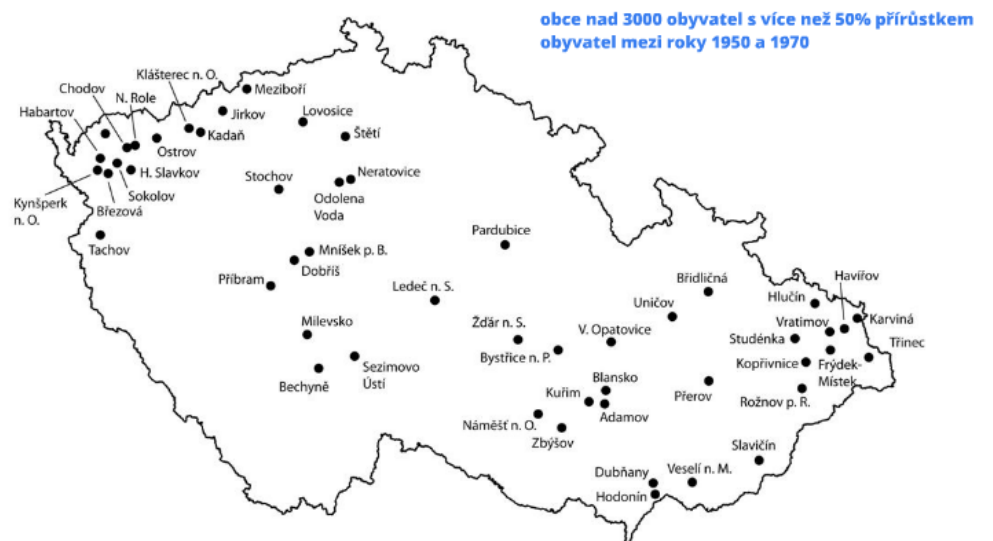 obce nad 3000 obyvatel s více než 50% přírůstkem
obyvatel mezi roky 1950 a 1970
Klášterec n. O.
Chodov
Meziboří
N. Role
Habartov
Jirkov
Lovosice
Kadaň
Štětí
Ostrov
H. Slavkov
Stochov
Neratovice
Sokolov
Odolena
Voda
Kynšperk
n. O.
Březová
Tachov
Pardubice
Mníšek p. B.
Dobříš
Příbram
Ledeč n. S.
Břidličná
Havířov
Hlučín
Uničov
Milevsko
Žďár n. S.
V. Opatovice
Vratimov
Karviná
Studénka
Třinec
Bystřice n. P.
Sezimovo
Ústí
Kopřivnice
Frýdek-
Místek
Bechyně
Blansko
Kuřim
Přerov
Rožnov p. R.
Adamov
Náměšť n. O.
Zbýšov
Slavičín
Dubňany
Veselí n. M.
Hodonín